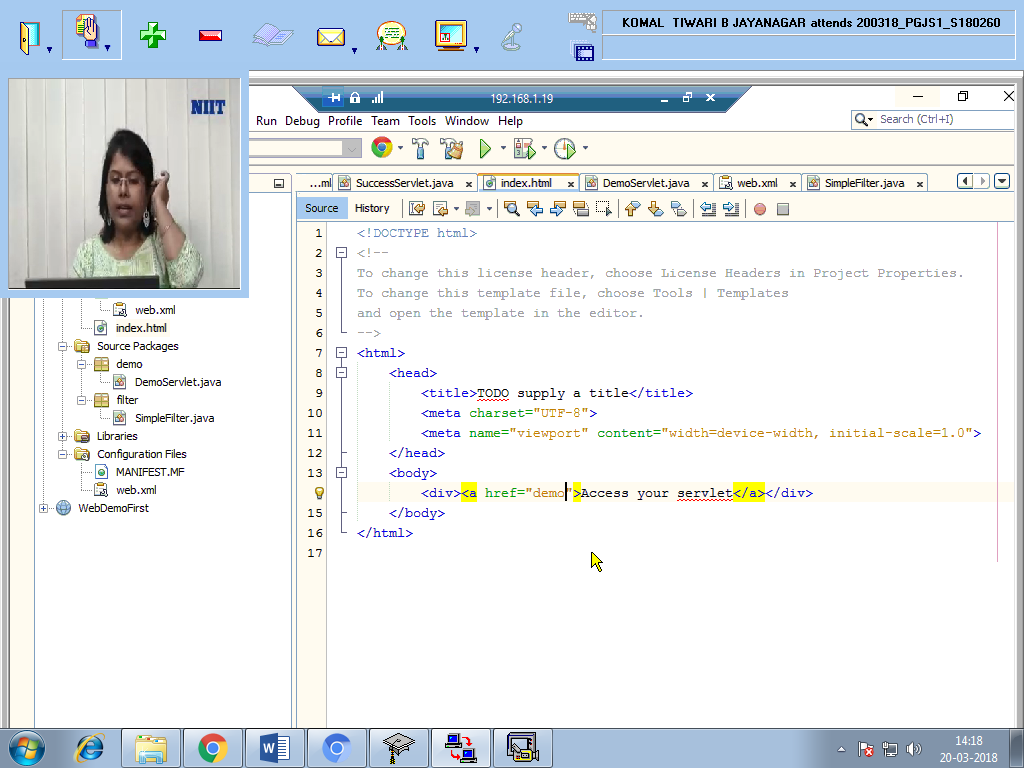 KOMAL TIWARI B JAYANAGAR attends 200318_PGJS1_S180260
NIIT
192.168.1.19
Run Debug Profile Team Tools Window Help
Search (Ctrl+I)
...ml SuccessServlet.java index.html DemoServlet.java web.xml SimpleFilter.java
Source History
1 <!DOCTYPE html>
2 <!--
3 To change this license header, choose License Headers in Project Properties.
4 To change this template file, choose Tools | Templates
5 and open the template in the editor.
6 -->
7 <html>
8 <head>
9 <title>TODO supply a title</title>
10 <meta charset="UTF-8">
11 <meta name="viewport" content="width=device-width, initial-scale=1.0">
12 </head>
13 <body>
<div><a href="demo">Access your servlet</a></div>
15 </body>
16 </html>
17
web.xml
index.html
Source Packages
demo
DemoServlet.java
filter
SimpleFilter.java
Libraries
Configuration Files
MANIFEST.MF
web.xml
WebDemoFirst
14:18
20-03-2018